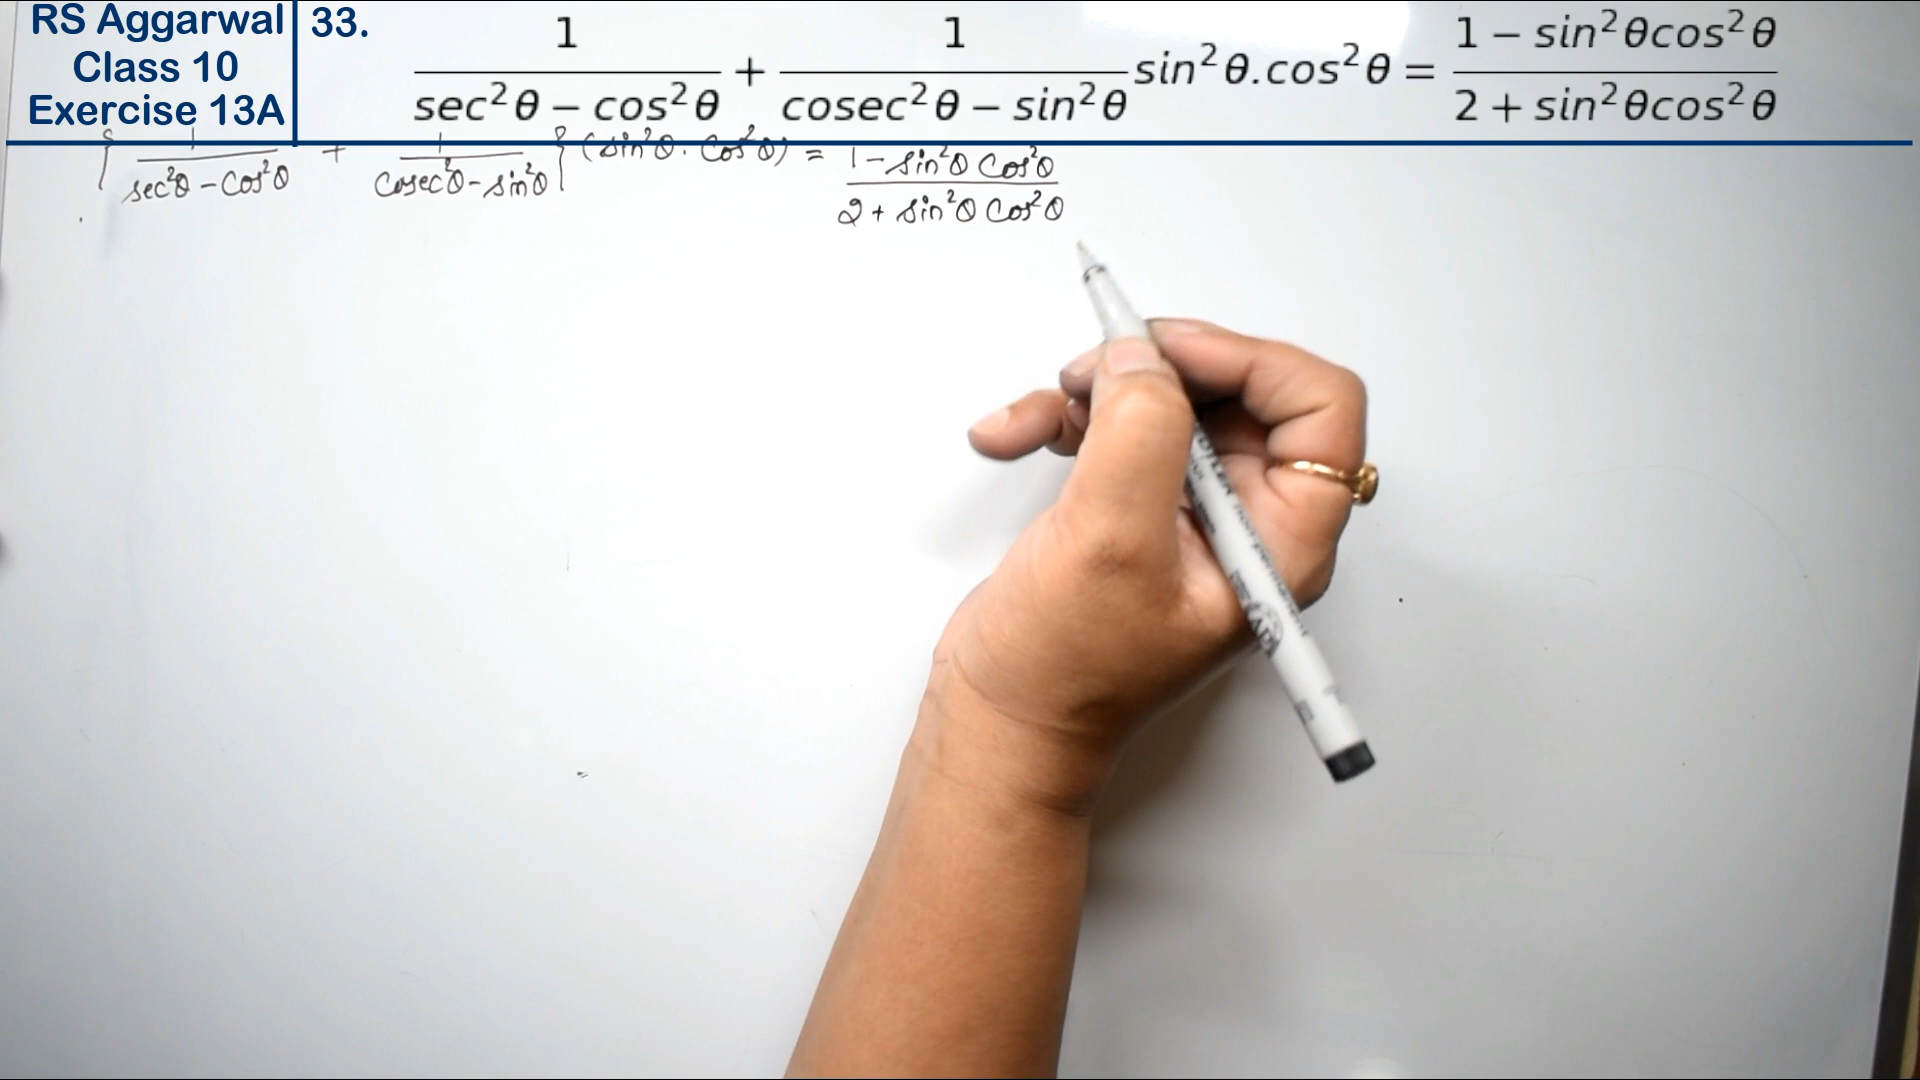 RS Aggarwal
Class 10
Exercise 13A
33. 1/(sec²θ − cos²θ) + 1/(cosec²θ − sin²θ) sin²θ.cos²θ = (1 − sin²θcos²θ)/(2 + sin²θcos²θ)
{1/(sec²θ − Cos²θ) + 1/(Cosec²θ − sin²θ)} (sin²θ. Cos²θ) = (1 − sin²θ Cos²θ)/(2 + sin²θ Cos²θ)